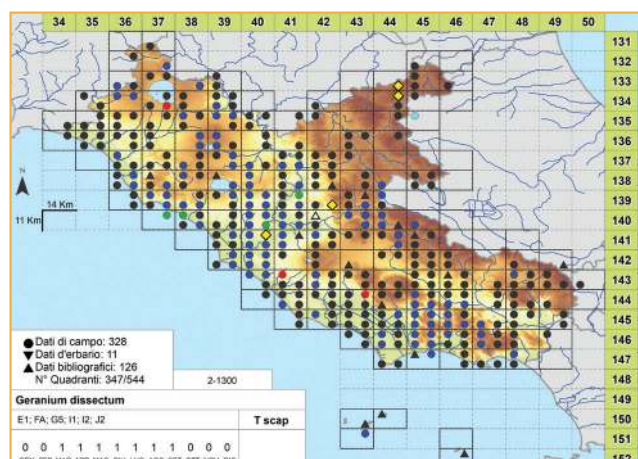 34 35 36 37 38 39 40 41 42 43 44 45 46 47 48 49 50
131
132
133
134
135
136
137
138
139
140
141
142
143
144
145
146
147
148
149
150
151
152
N
14 Km
11 Km
Dati di campo: 328
Dati d'erbario: 11
Dati bibliografici: 126
N° Quadranti: 347/544
2-1300
Geranium dissectum
E1; FA; G5; I1; I2; J2
T scap
0 0 1 1 1 1 1 1 1 1 0 0 0